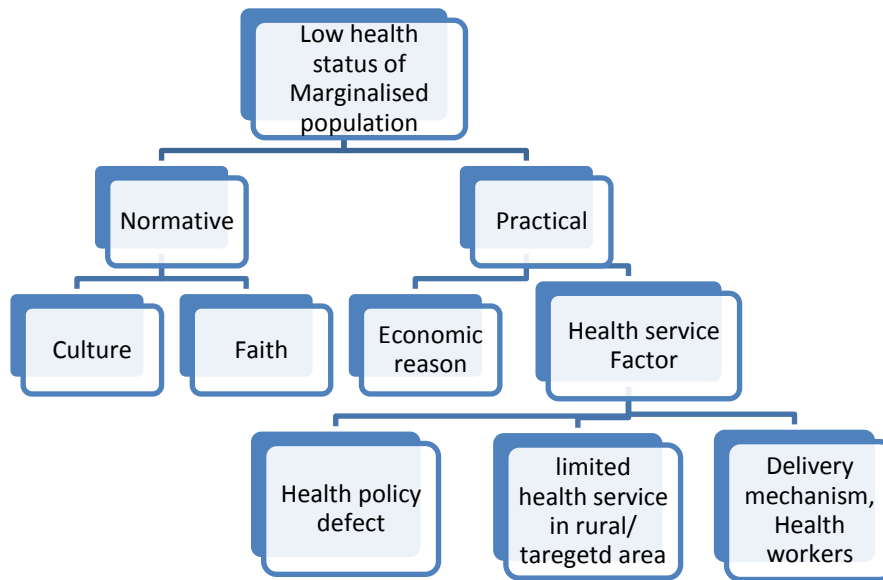 Low health
status of
Marginalised
population
Normative
Practical
Culture
Faith
Economic
reason
Health service
Factor
Health policy
defect
limited
health service
in rural/
taregetd area
Delivery
mechanism,
Health
workers